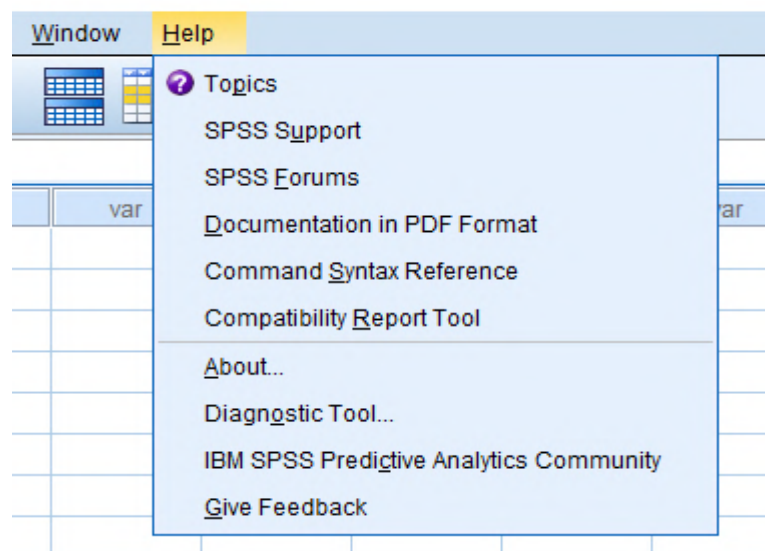 Window Help
Topics
SPSS Support
SPSS Forums
var
Documentation in PDF Format
Command Syntax Reference
Compatibility Report Tool
About...
Diagnostic Tool...
IBM SPSS Predictive Analytics Community
Give Feedback